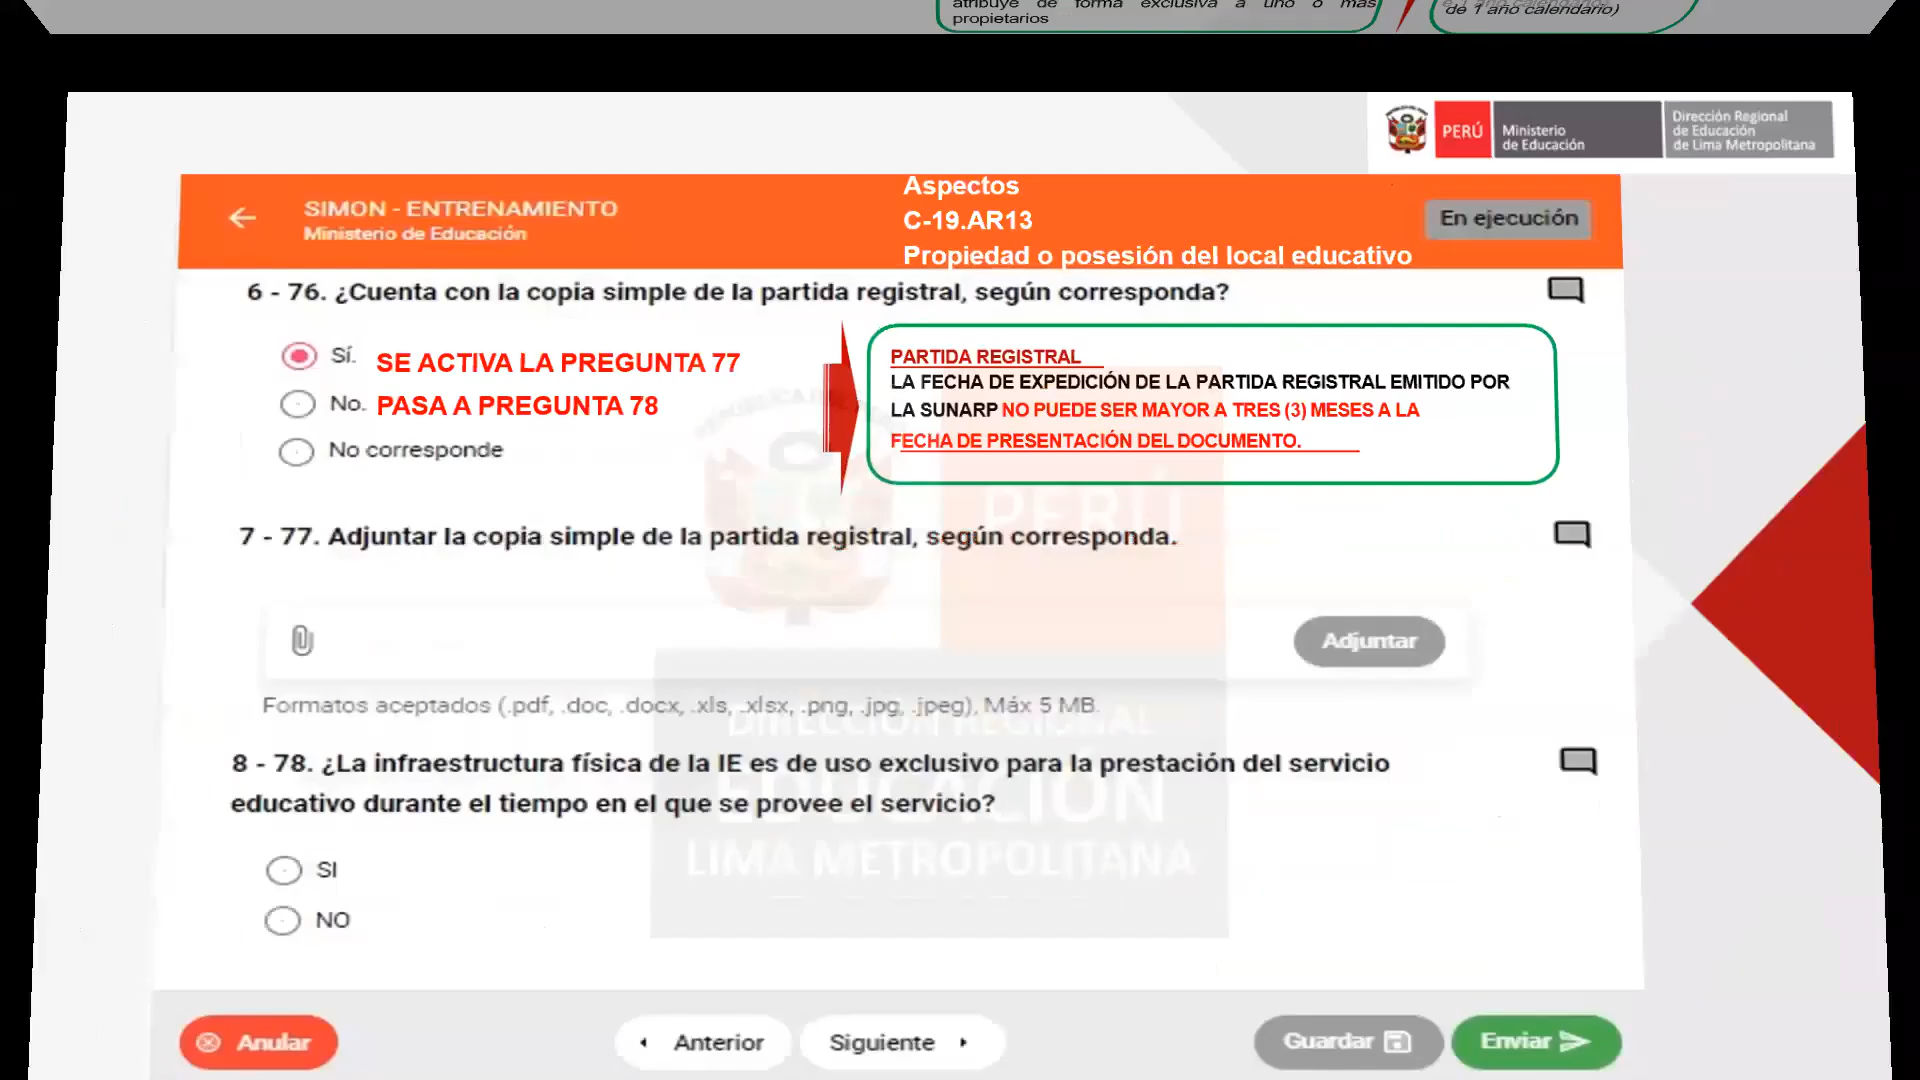 atribuye de forma exclusiva a uno o más
propietarios
de 1 año calendario)
PERÚ
Ministerio
de Educación
Dirección Regional
de Educación
de Lima Metropolitana
SIMON - ENTRENAMIENTO
Ministerio de Educación
Aspectos
C-19.AR13
Propiedad o posesión del local educativo
En ejecución
6 - 76. ¿Cuenta con la copia simple de la partida registral, según corresponda?
Sí. SE ACTIVA LA PREGUNTA 77
No. PASA A PREGUNTA 78
No corresponde
PARTIDA REGISTRAL
LA FECHA DE EXPEDICIÓN DE LA PARTIDA REGISTRAL EMITIDO POR
LA SUNARP NO PUEDE SER MAYOR A TRES (3) MESES A LA
FECHA DE PRESENTACIÓN DEL DOCUMENTO.
PERÚ
7 - 77. Adjuntar la copia simple de la partida registral, según corresponda.
Adjuntar
Formatos aceptados (.pdf, .doc, .docx, .xls, .xlsx, .png, .jpg, .jpeg), Máx 5 MB.
DIRECCIÓN REGIONAL
8 - 78. ¿La infraestructura física de la IE es de uso exclusivo para la prestación del servicio
educativo durante el tiempo en el que se provee el servicio?
EDUCACIÓN
LIMA METROPOLITANA
SI
NO
Anular
Anterior
Siguiente
Guardar
Enviar